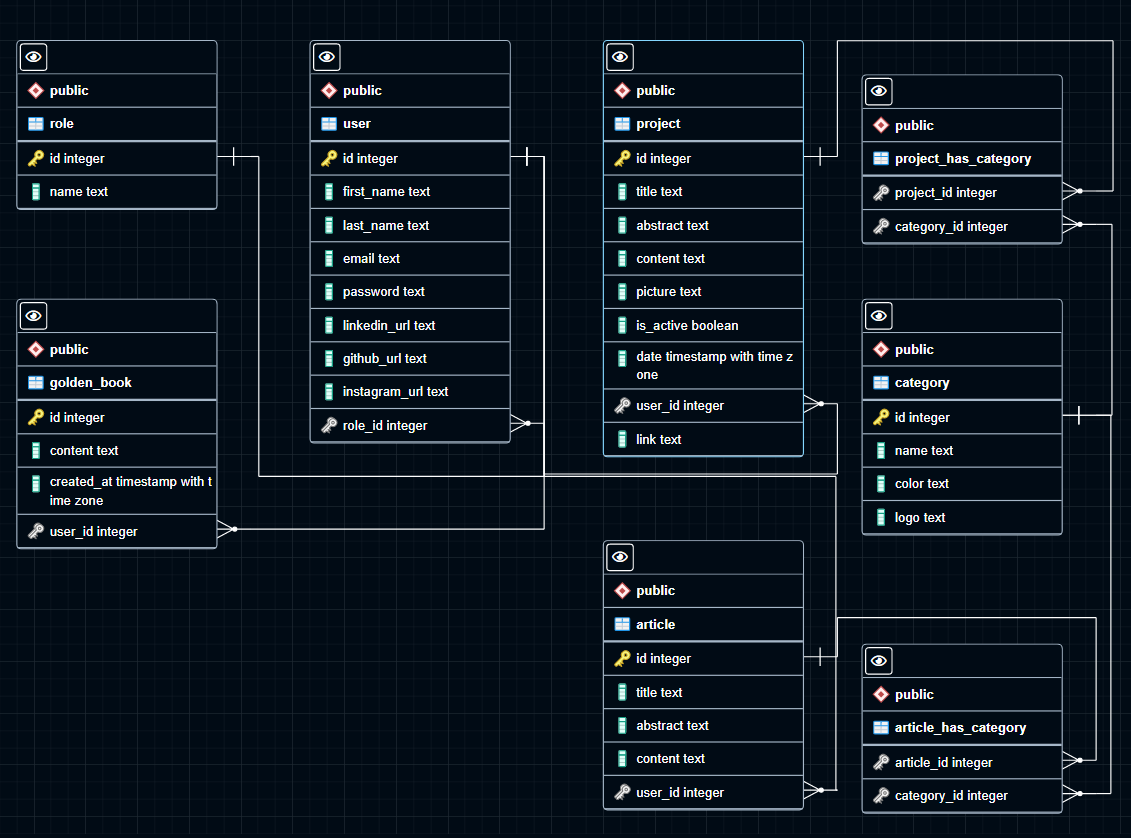 public
role
id integer
name text
public
user
id integer
first_name text
last_name text
email text
password text
linkedin_url text
github_url text
instagram_url text
role_id integer
public
project
id integer
title text
abstract text
content text
picture text
is_active boolean
date timestamp with time z
one
user_id integer
link text
public
project_has_category
project_id integer
category_id integer
public
golden_book
id integer
content text
created_at timestamp with t
ime zone
user_id integer
public
category
id integer
name text
color text
logo text
public
article
id integer
title text
abstract text
content text
user_id integer
public
article_has_category
article_id integer
category_id integer